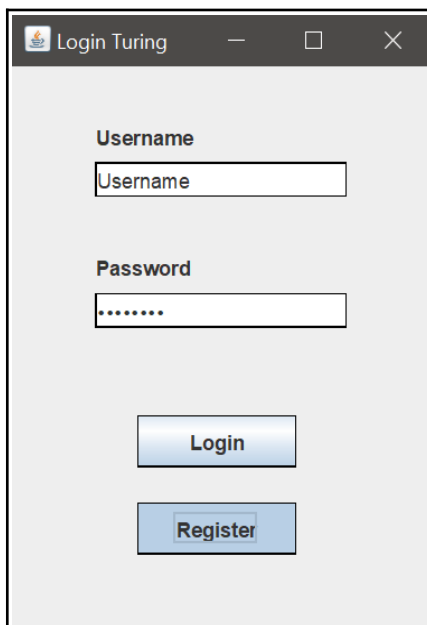 Login Turing
Username
Username
Password
••••••••
Login
Register